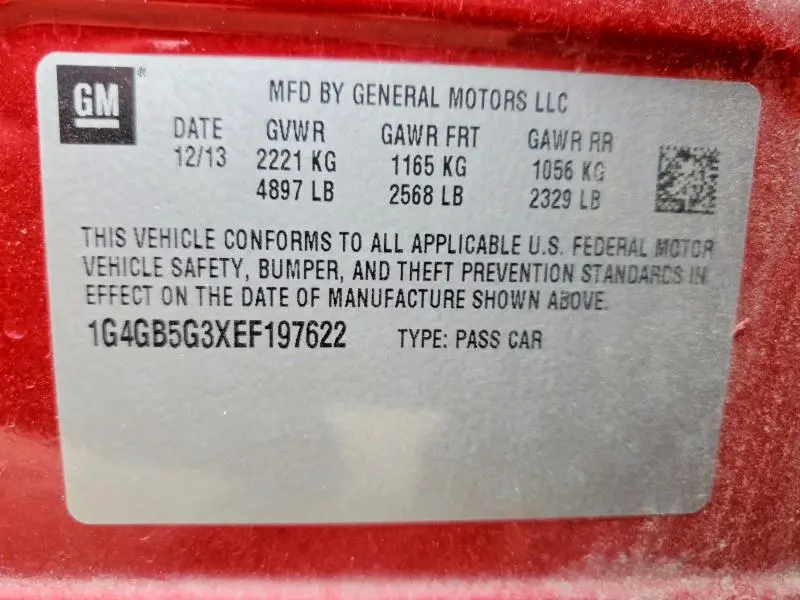 GM®
MFD BY GENERAL MOTORS LLC
DATE GVWR GAWR FRT GAWR RR
12/13 2221 KG 1165 KG 1056 KG
4897 LB 2568 LB 2329 LB
THIS VEHICLE CONFORMS TO ALL APPLICABLE U.S. FEDERAL MOTOR
VEHICLE SAFETY, BUMPER, AND THEFT PREVENTION STANDARDS IN
EFFECT ON THE DATE OF MANUFACTURE SHOWN ABOVE.
1G4GB5G3XEF197622 TYPE: PASS CAR